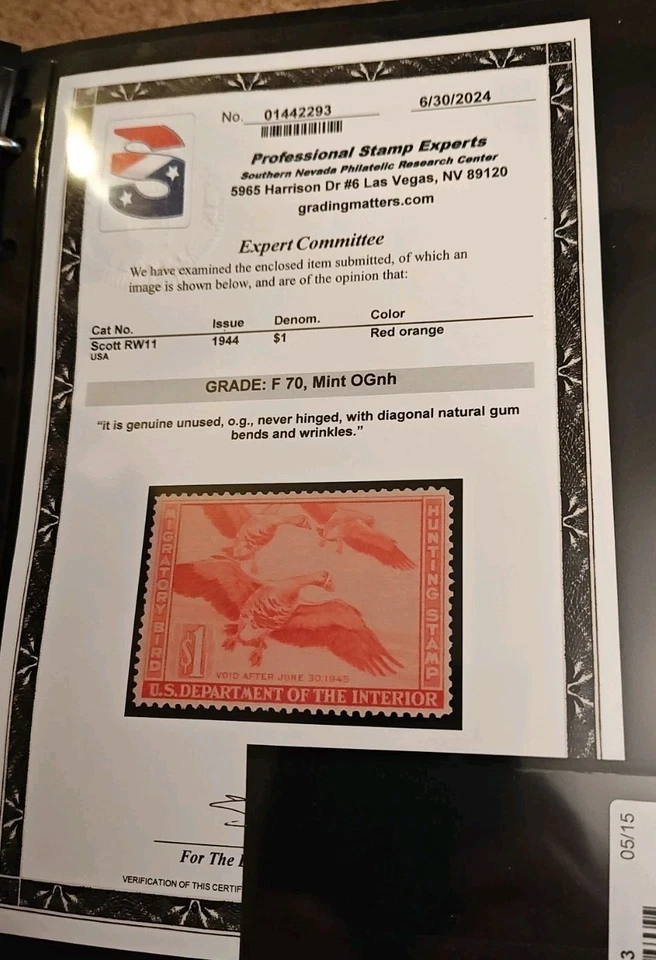 No. 01442293
6/30/2024
Professional Stamp Experts
Southern Nevada Philatelic Research Center
5965 Harrison Dr #6 Las Vegas, NV 89120
gradingmatters.com
Expert Committee
We have examined the enclosed item submitted, of which an
image is shown below, and are of the opinion that:
Cat No. Issue Denom. Color
Scott RW11 1944 $1 Red orange
USA
GRADE: F 70, Mint OGnh
"it is genuine unused, o.g., never hinged, with diagonal natural gum
bends and wrinkles."
MIGRATORY BIRD
HUNTING STAMP
$1
VOID AFTER JUNE 30, 1945
U.S. DEPARTMENT OF THE INTERIOR
For The
VERIFICATION OF THIS CERTIF
05/15
3